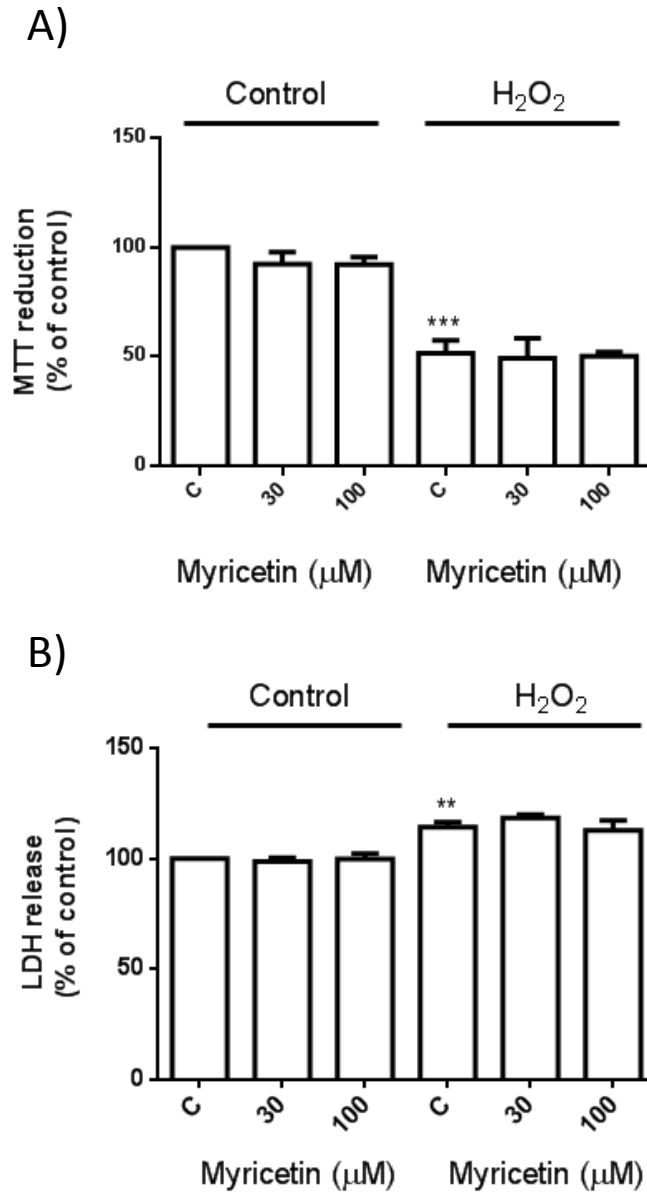 A)
Control H₂O₂
150
100
50
0
MTT reduction
(% of control)
***
C 30 100 C 30 100
Myricetin (μM) Myricetin (μM)
B)
Control H₂O₂
150
100
50
0
LDH release
(% of control)
**
C 30 100 C 30 100
Myricetin (μM) Myricetin (μM)